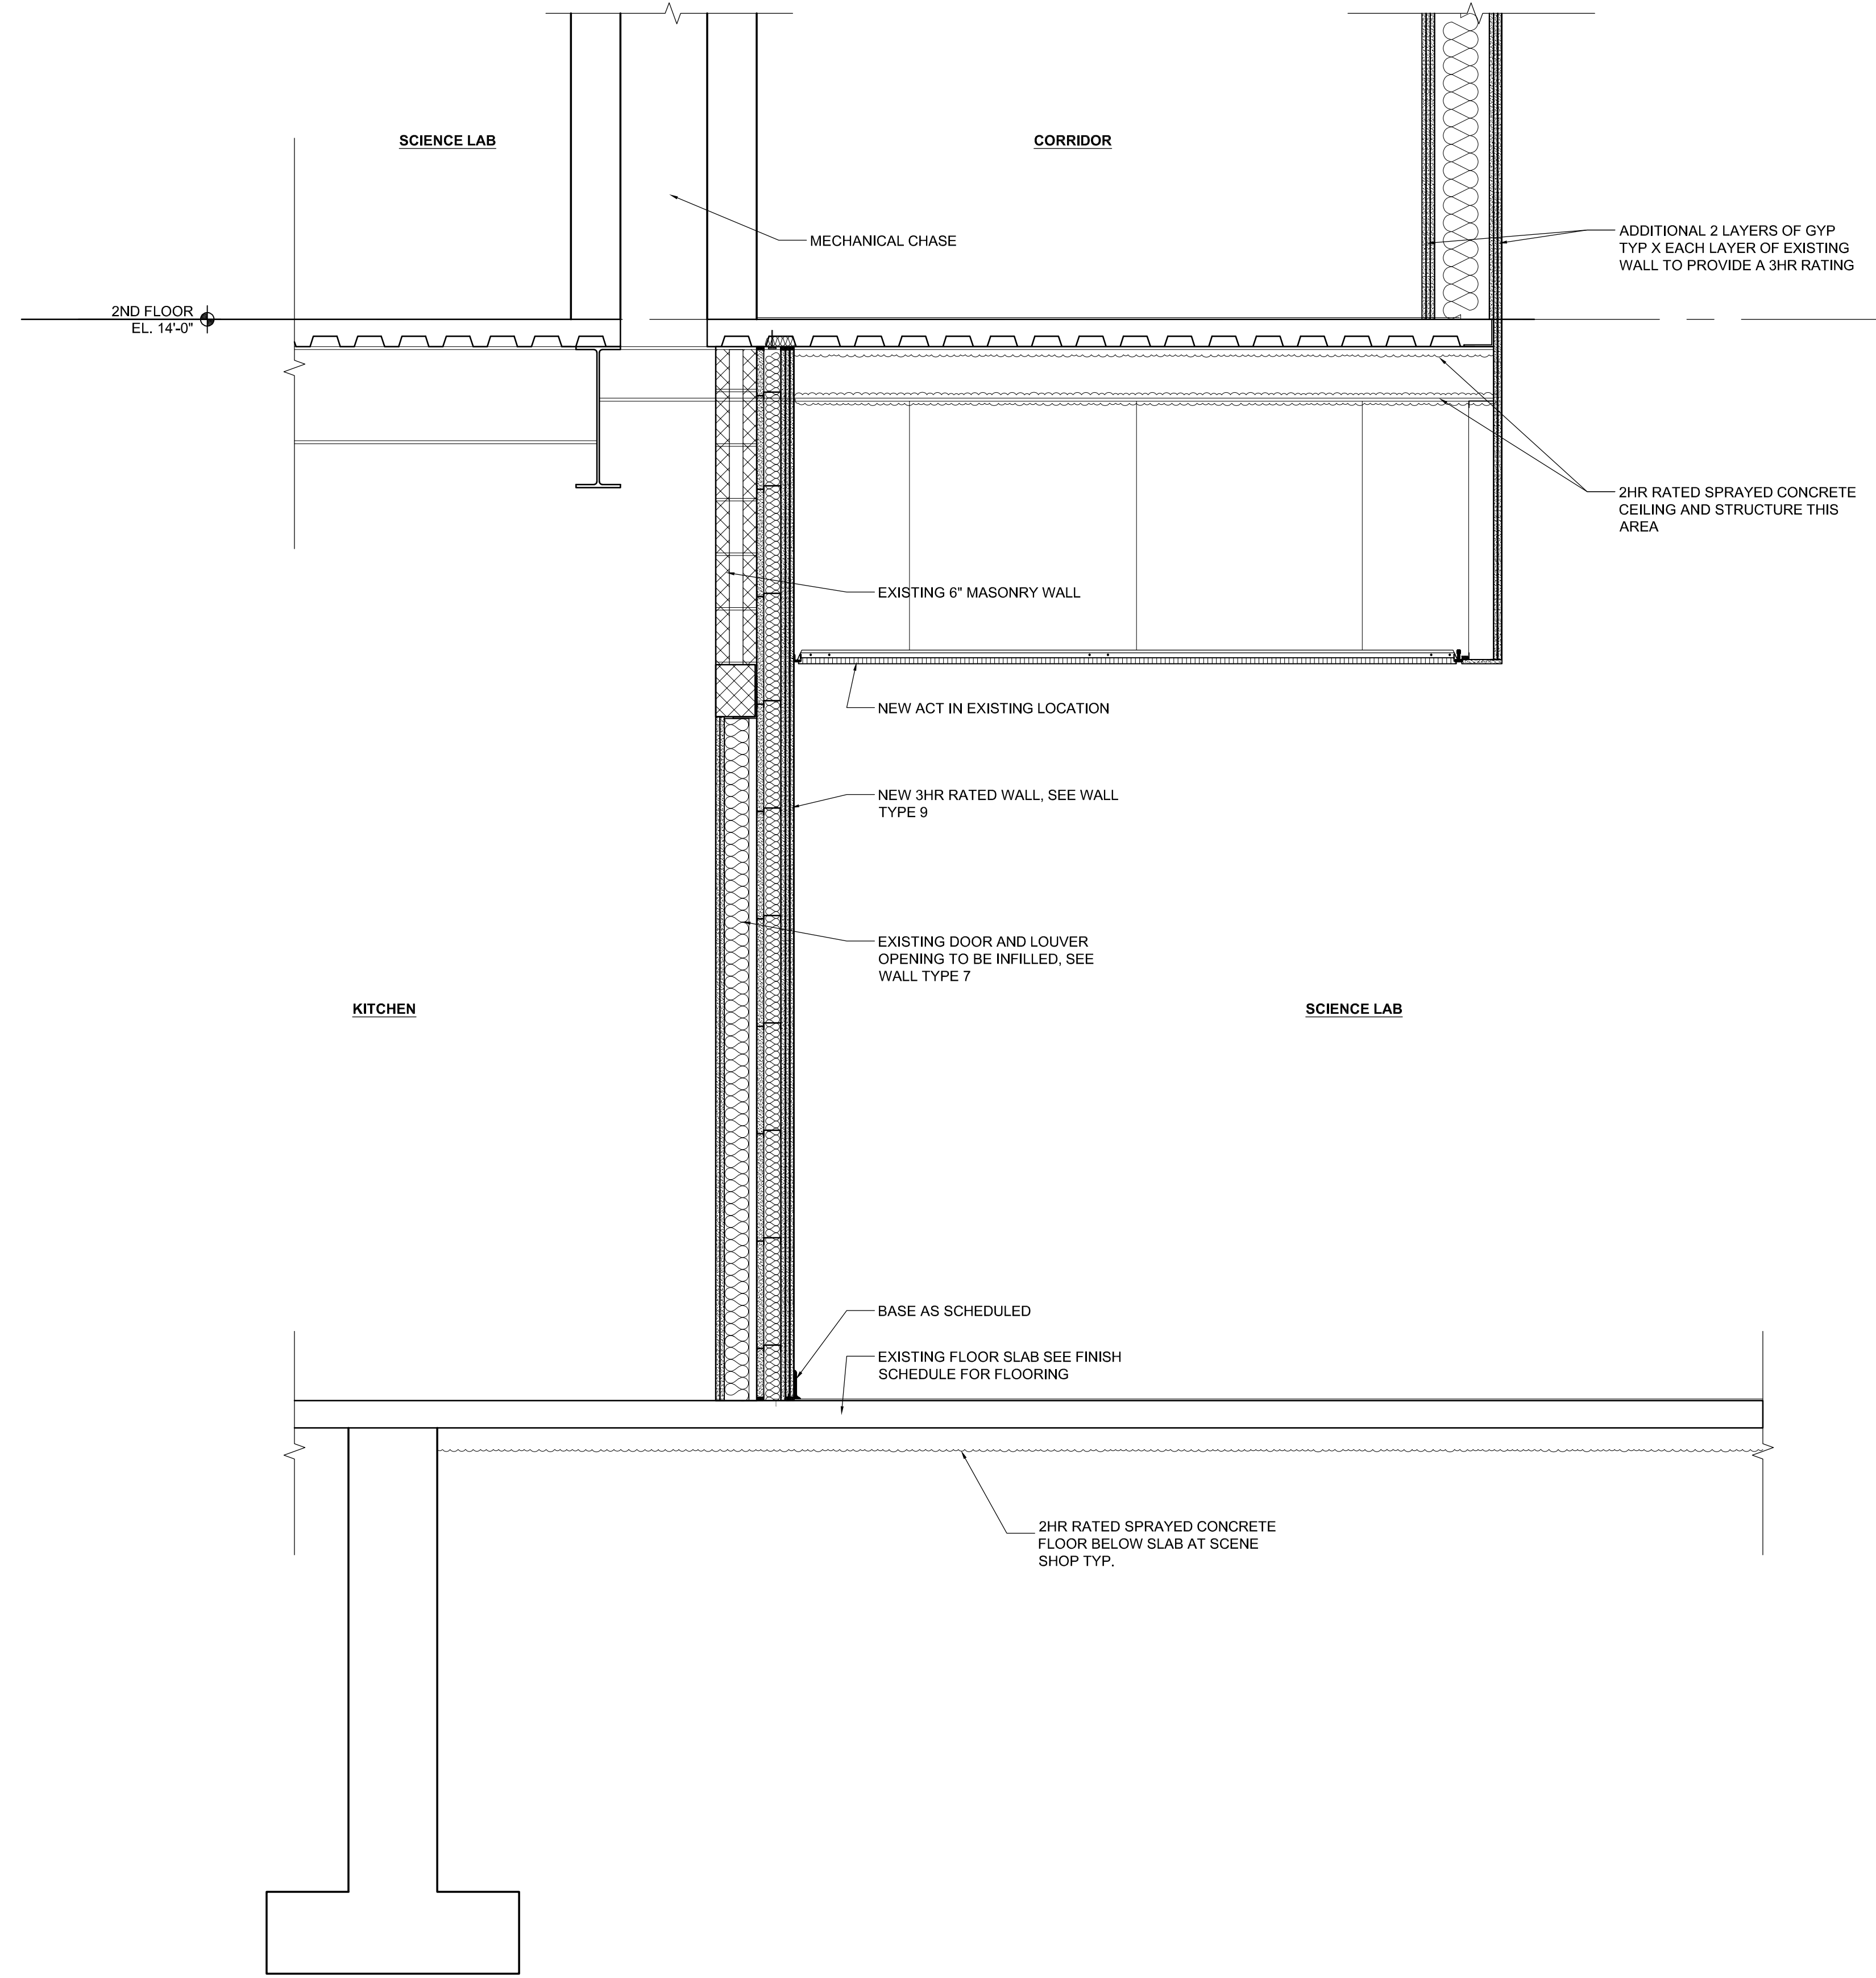 SCIENCE LAB
CORRIDOR
MECHANICAL CHASE
ADDITIONAL 2 LAYERS OF GYP
TYP X EACH LAYER OF EXISTING
WALL TO PROVIDE A 3HR RATING
2ND FLOOR
EL. 14'-0"
2HR RATED SPRAYED CONCRETE
CEILING AND STRUCTURE THIS
AREA
EXISTING 6" MASONRY WALL
NEW ACT IN EXISTING LOCATION
NEW 3HR RATED WALL, SEE WALL
TYPE 9
EXISTING DOOR AND LOUVER
OPENING TO BE INFILLED, SEE
WALL TYPE 7
KITCHEN
SCIENCE LAB
BASE AS SCHEDULED
EXISTING FLOOR SLAB SEE FINISH
SCHEDULE FOR FLOORING
2HR RATED SPRAYED CONCRETE
FLOOR BELOW SLAB AT SCENE
SHOP TYP.